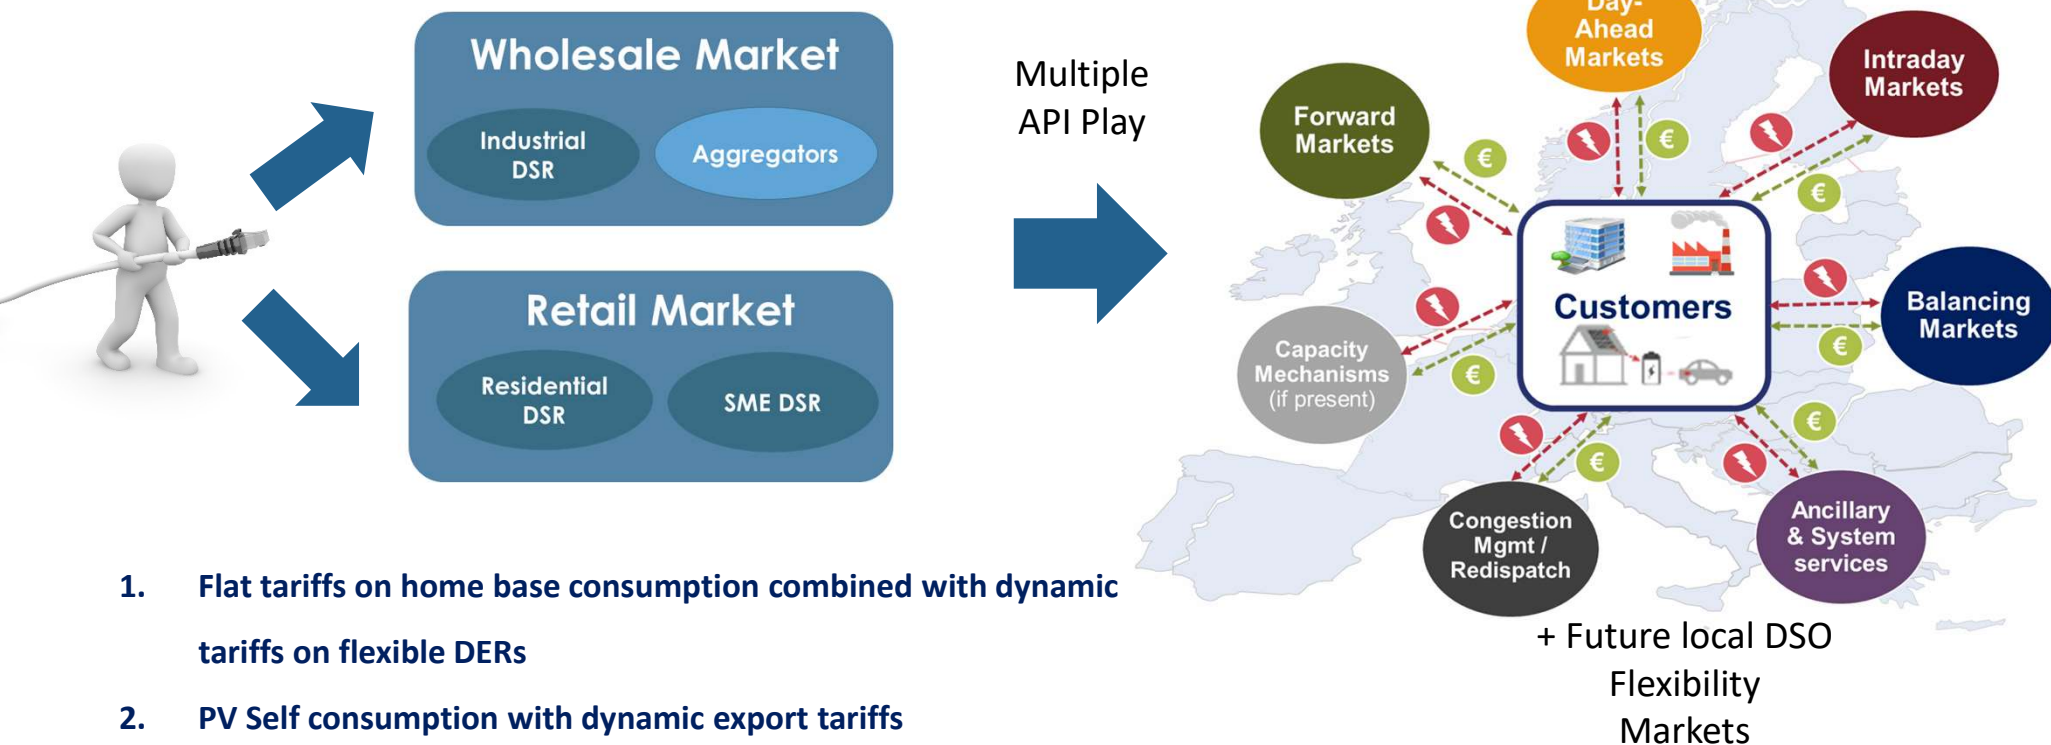 Wholesale Market
Industrial
DSR
Aggregators
Retail Market
Residential
DSR
SME DSR
Multiple
API Play
Day-
Ahead
Markets
Intraday
Markets
Forward
Markets
€
€
€
Customers
Balancing
Markets
€
Capacity
Mechanisms
(if present)
€
€
€
Congestion
Mgmt /
Redispatch
Ancillary
& System
services
+ Future local DSO
Flexibility
Markets
1. Flat tariffs on home base consumption combined with dynamic
tariffs on flexible DERs
2. PV Self consumption with dynamic export tariffs